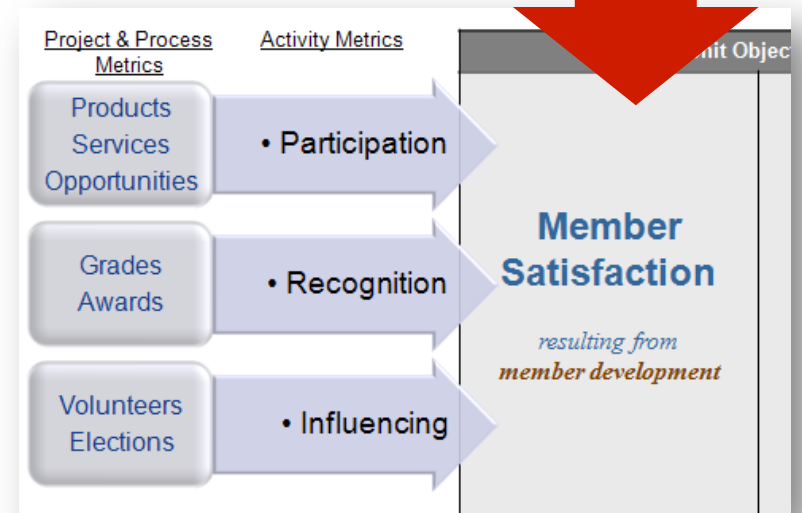 Project & Process
Metrics
Activity Metrics
Products
Services
Opportunities
• Participation
Grades
Awards
• Recognition
Volunteers
Elections
• Influencing
Member
Satisfaction
resulting from
member development